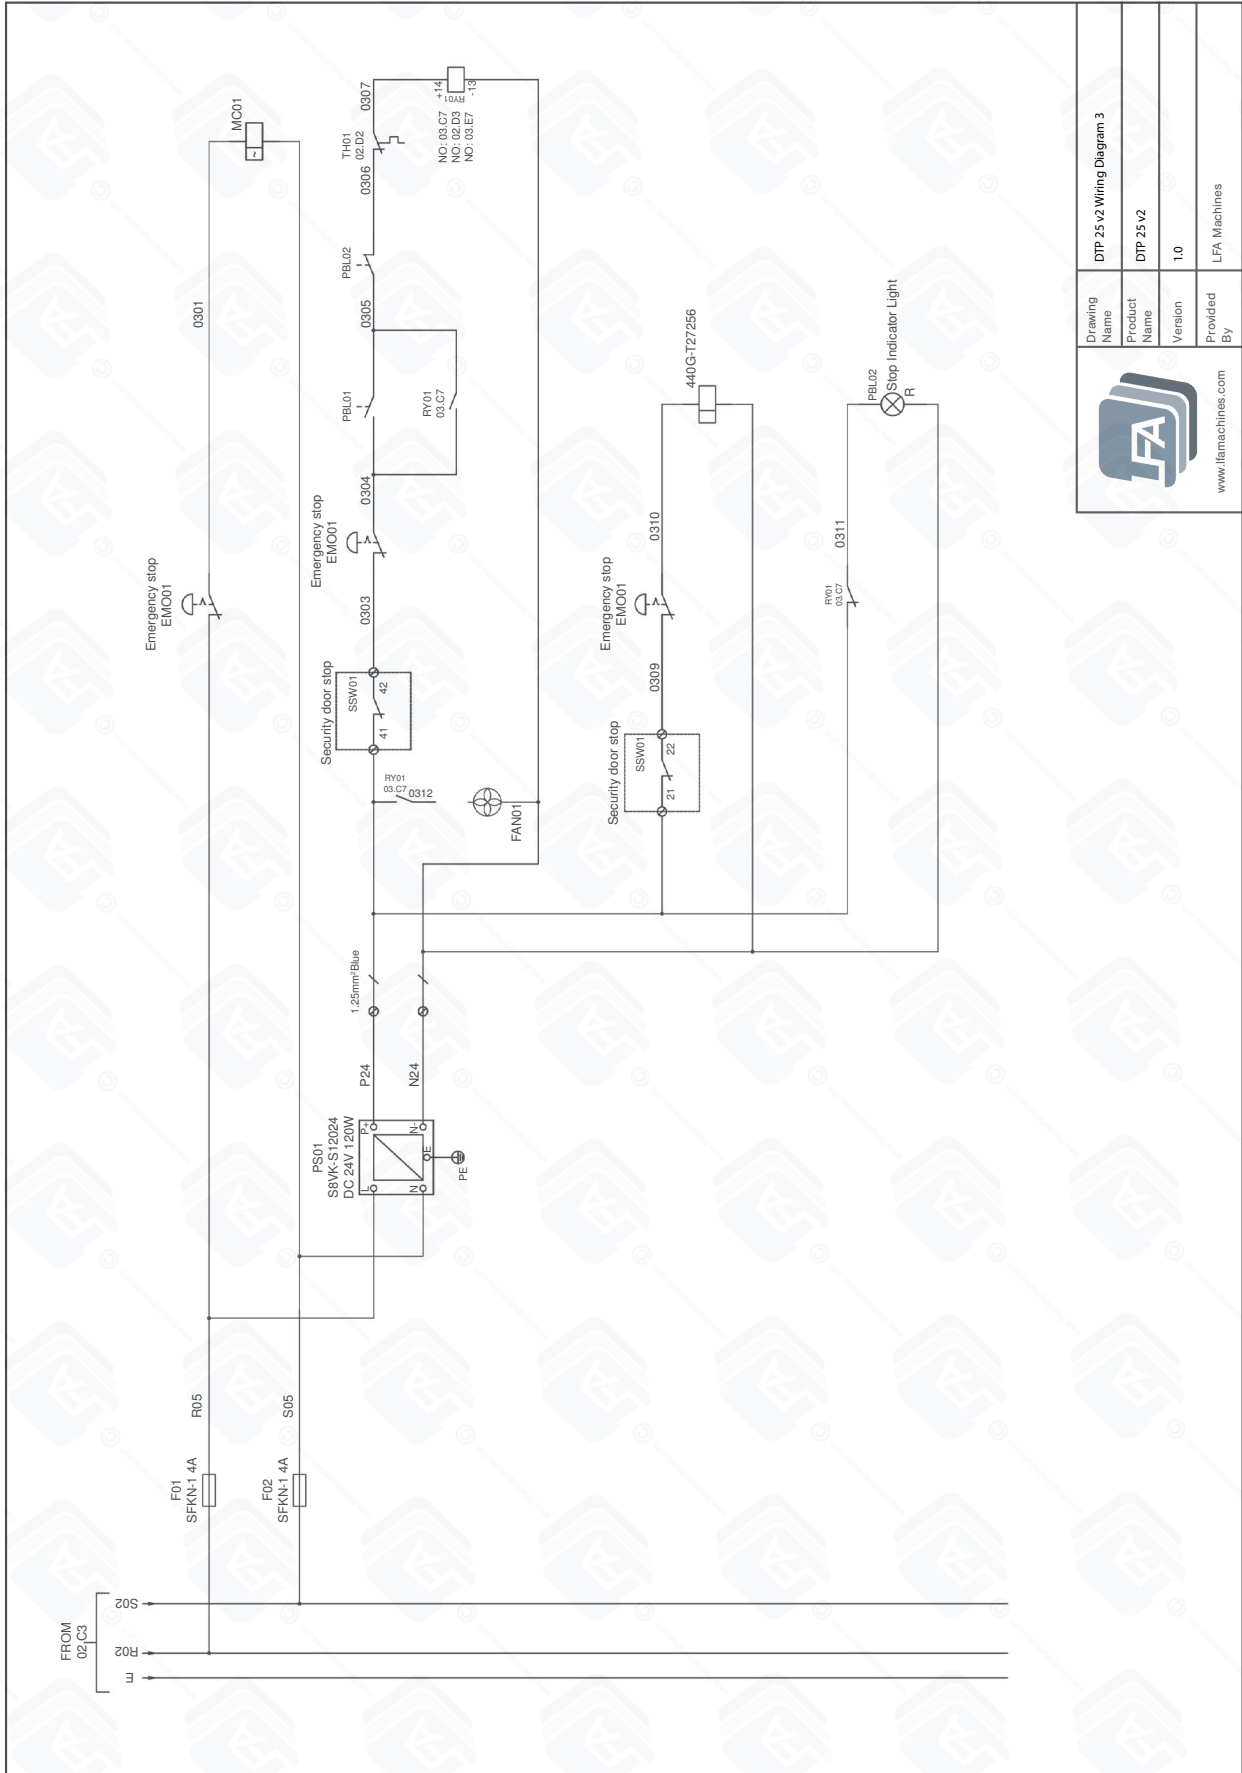 FROM
02.C3
E
R02
S02
F01
SFKN-1 4A
R05
F02
SFKN-1 4A
S05
PS01
S8VK-S12024
DC 24V 120W
L
N
P+
N-
E
PE
P24
N24
1.25mm²Blue
Emergency stop
EMO01
0301
MC01
~
RY01
03.C7
0312
FAN01
Security door stop
SSW01
41
42
0303
Emergency stop
EMO01
0304
PBL01
RY01
03.C7
0305
PBL02
0306
TH01
02.D2
0307
+14
RY01
-13
NO: 03.C7
NO: 02.D3
NO: 03.E7
Security door stop
SSW01
21
22
0309
Emergency stop
EMO01
0310
440G-T27256
RY01
03.C7
0311
PBL02
Stop Indicator Light
R
LFA
www.lfamachines.com
Drawing
Name
DTP 25 v2 Wiring Diagram 3
Product
Name
DTP 25 v2
Version
1.0
Provided
By
LFA Machines